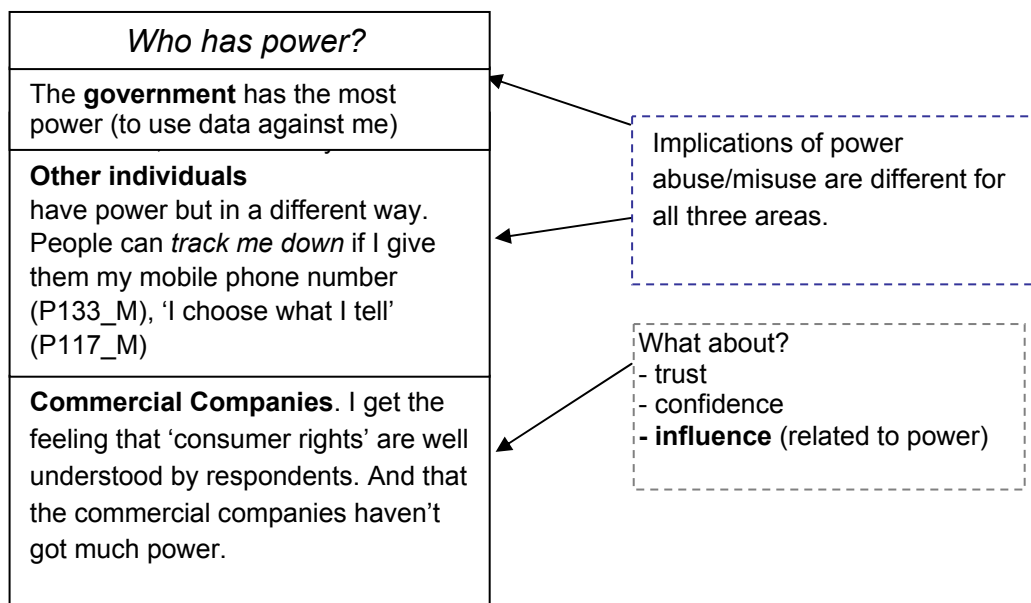 Who has power?
The government has the most
power (to use data against me)
Other individuals
have power but in a different way.
People can track me down if I give
them my mobile phone number
(P133_M), ‘I choose what I tell’
(P117_M)
Commercial Companies. I get the
feeling that ‘consumer rights’ are well
understood by respondents. And that
the commercial companies haven’t
got much power.
Implications of power
abuse/misuse are different for
all three areas.
What about?
- trust
- confidence
- influence (related to power)